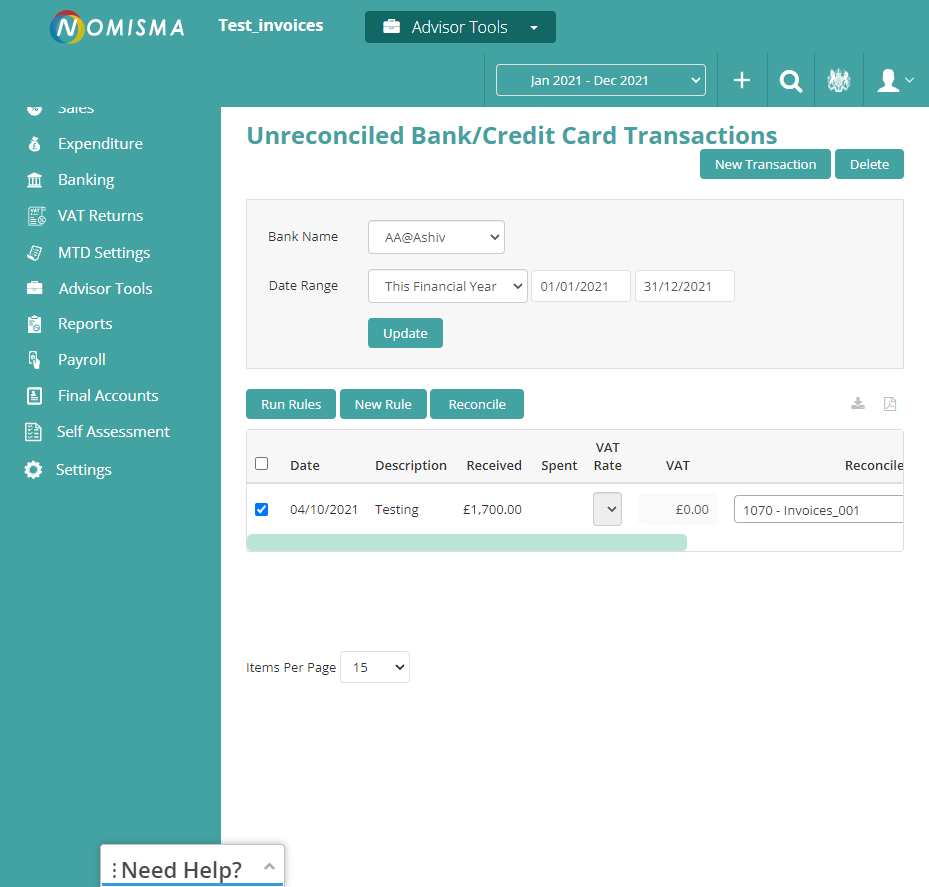 NOMISMA
Test_invoices
Advisor Tools
Jan 2021 - Dec 2021
Sales
Expenditure
Banking
VAT Returns
MTD Settings
Advisor Tools
Reports
Payroll
Final Accounts
Self Assessment
Settings
Unreconciled Bank/Credit Card Transactions
New Transaction Delete
Bank Name AA@Ashiv
Date Range This Financial Year 01/01/2021 31/12/2021
Update
Run Rules New Rule Reconcile
Date Description Received Spent VAT Rate VAT Reconcile
04/10/2021 Testing £1,700.00 £0.00 1070 - Invoices_001
Items Per Page 15
Need Help?